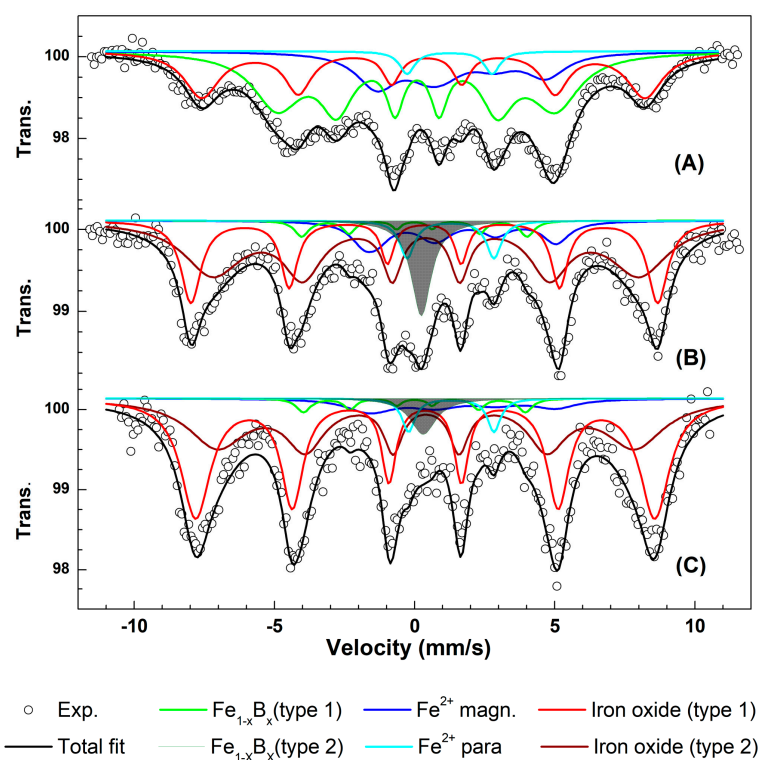 100
98
Trans.
(A)
100
99
Trans.
(B)
100
99
98
Trans.
(C)
-10 -5 0 5 10
Velocity (mm/s)
Exp. Fe1-xBx(type 1) Fe2+ magn. Iron oxide (type 1)
Total fit Fe1-xBx(type 2) Fe2+ para Iron oxide (type 2)